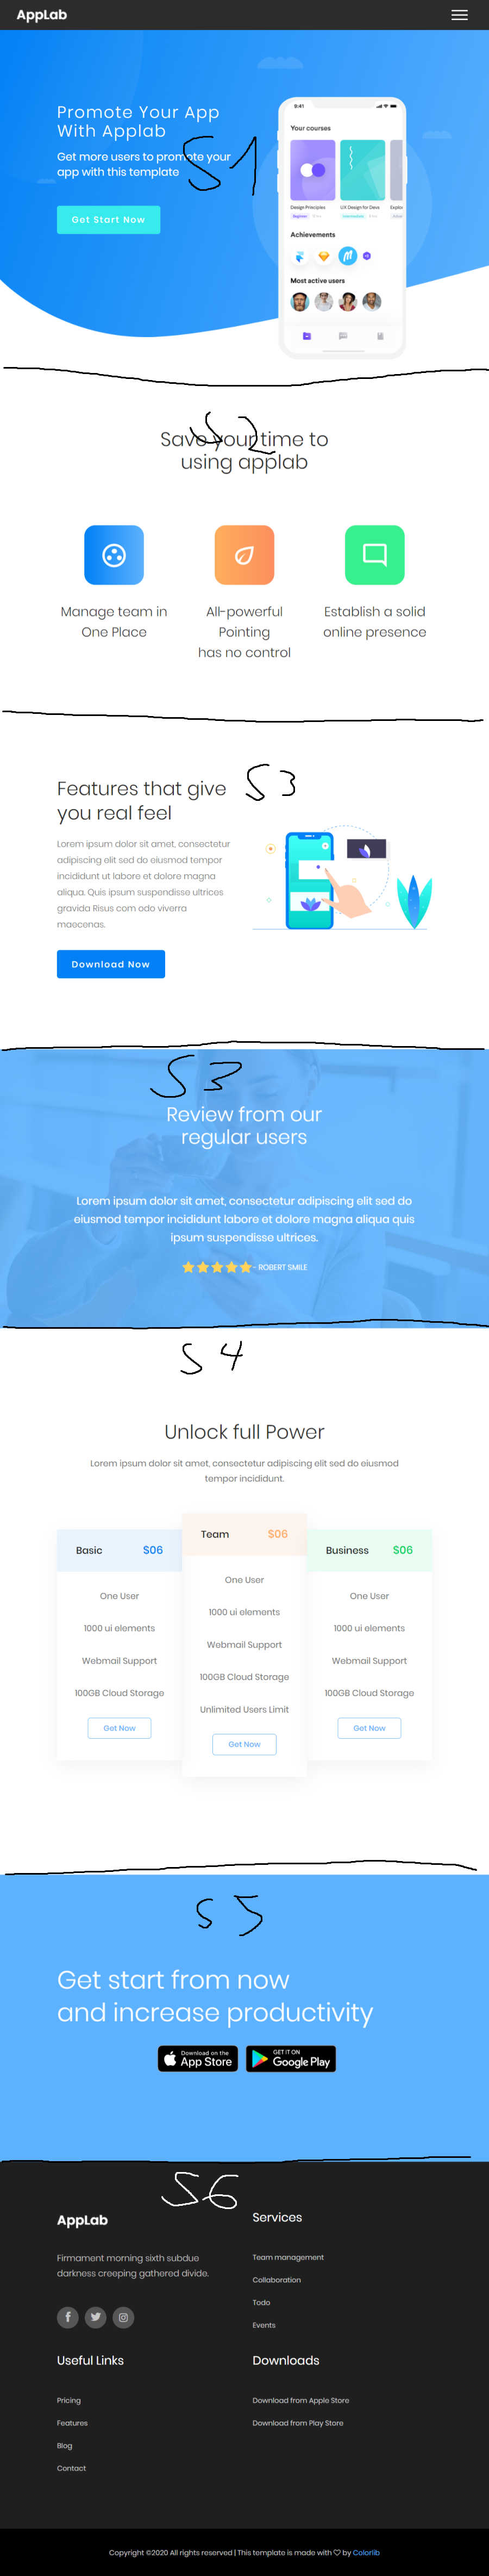 AppLab
Promote Your App
With Applab
Get more users to promote your
app with this template
S1
Get Start Now
9:41
Your courses
Design Principles
UX Design for Devs
Explor
Beginner
Intermediate
Achievements
Most active users
S2
Save your time to
using applab
Manage team in
One Place
All-powerful
Pointing
has no control
Establish a solid
online presence
S3
Features that give
you real feel
Lorem ipsum dolor sit amet, consectetur
adipiscing elit sed do eiusmod tempor
incididunt ut labore et dolore magna
aliqua. Quis ipsum suspendisse ultrices
gravida Risus com odo viverra
maecenas.
Download Now
S3
Review from our
regular users
Lorem ipsum dolor sit amet, consectetur adipiscing elit sed do
eiusmod tempor incididunt labore et dolore magna aliqua quis
ipsum suspendisse ultrices.
- ROBERT SMILE
S4
Unlock full Power
Lorem ipsum dolor sit amet, consectetur adipiscing elit sed do eiusmod
tempor incididunt.
Basic $06
One User
1000 ui elements
Webmail Support
100GB Cloud Storage
Get Now
Team $06
One User
1000 ui elements
Webmail Support
100GB Cloud Storage
Unlimited Users Limit
Get Now
Business $06
One User
1000 ui elements
Webmail Support
100GB Cloud Storage
Get Now
S5
Get start from now
and increase productivity
Download on the
App Store
GET IT ON
Google Play
S6
AppLab
Firmament morning sixth subdue
darkness creeping gathered divide.
Services
Team management
Collaboration
Todo
Events
Useful Links
Pricing
Features
Blog
Contact
Downloads
Download from Apple Store
Download from Play Store
Copyright ©2020 All rights reserved | This template is made with ♡ by Colorlib